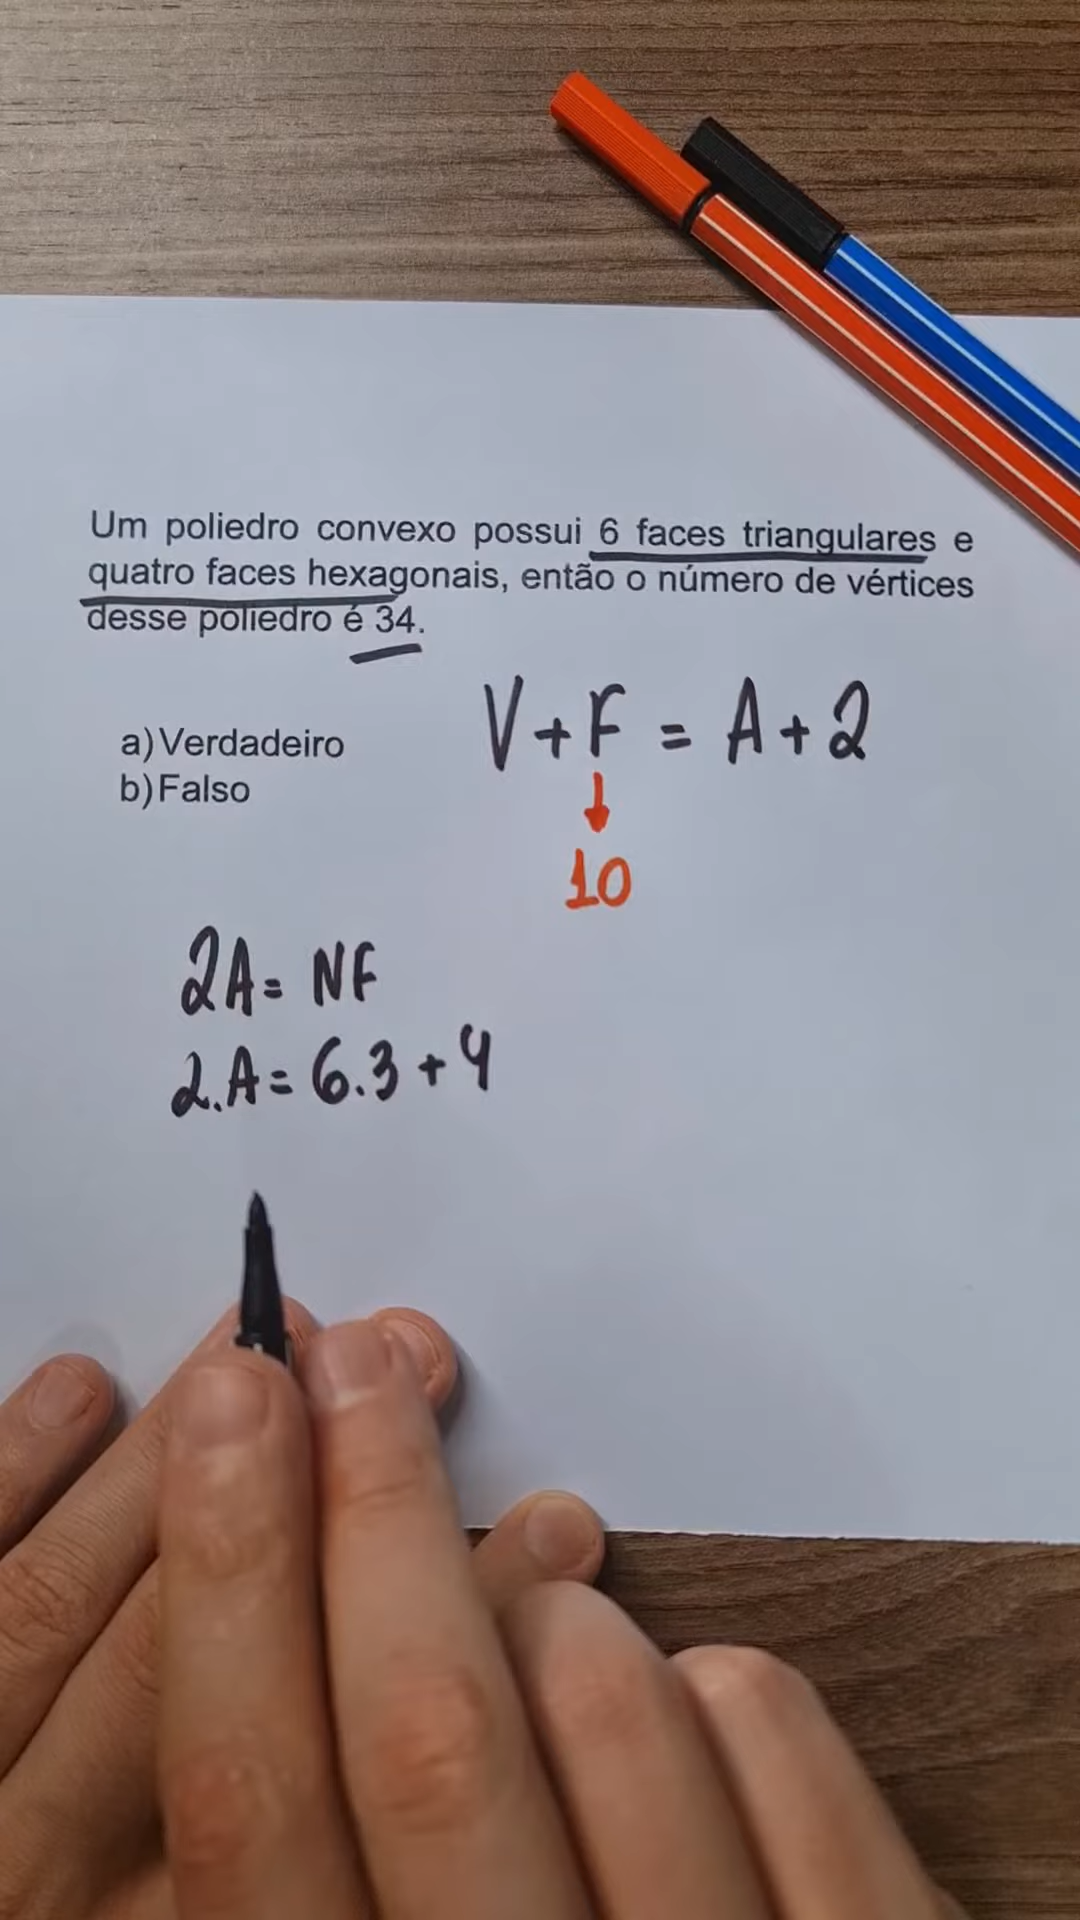 Um poliedro convexo possui 6 faces triangulares e
quatro faces hexagonais, então o número de vértices
desse poliedro é 34.
V + F = A + 2
a) Verdadeiro
b) Falso
10
2A = NF
2.A = 6.3 + 4